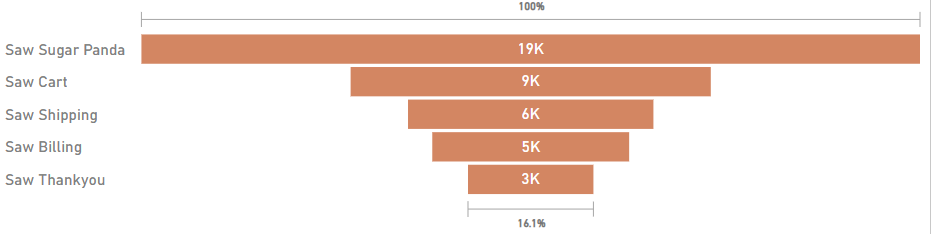 100%
Saw Sugar Panda 19K
Saw Cart 9K
Saw Shipping 6K
Saw Billing 5K
Saw Thankyou 3K
16.1%